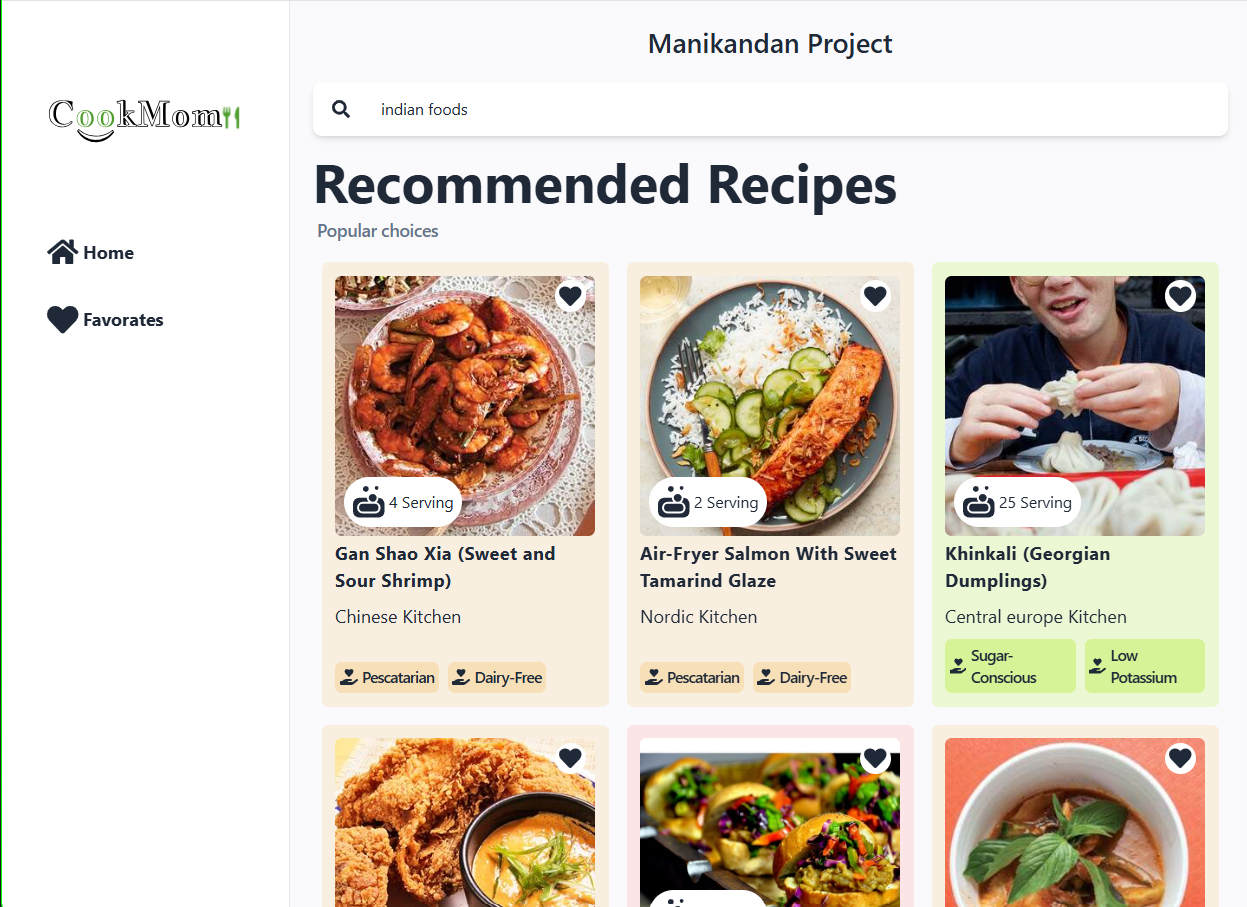 Manikandan Project
CookMom
indian foods
Recommended Recipes
Popular choices
Home
Favorates
4 Serving
2 Serving
25 Serving
Gan Shao Xia (Sweet and
Sour Shrimp)
Chinese Kitchen
Pescatarian
Dairy-Free
Air-Fryer Salmon With Sweet
Tamarind Glaze
Nordic Kitchen
Pescatarian
Dairy-Free
Khinkali (Georgian
Dumplings)
Central europe Kitchen
Sugar-
Conscious
Low
Potassium